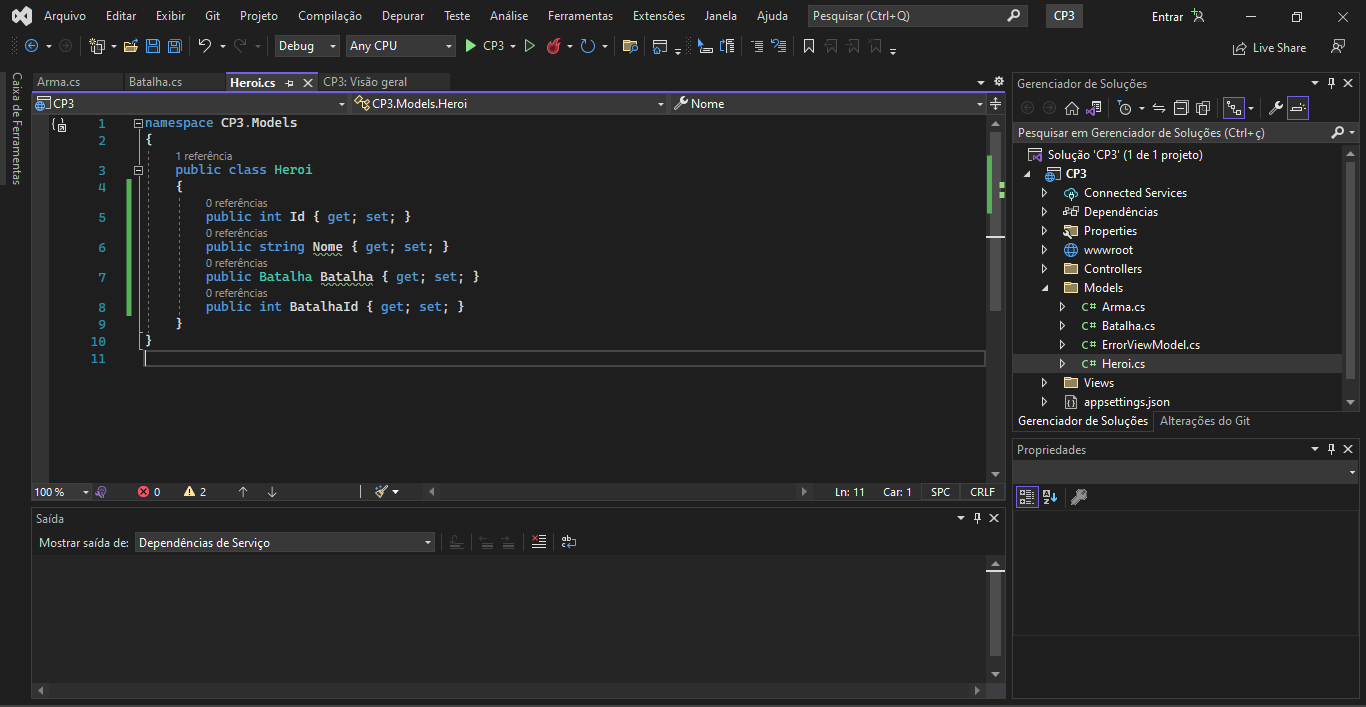 Arquivo Editar Exibir Git Projeto Compilação Depurar Teste Análise Ferramentas Extensões Janela Ajuda Pesquisar (Ctrl+Q) CP3 Entrar
Debug Any CPU CP3 Live Share
Caixa de Ferramentas
Arma.cs Batalha.cs Heroi.cs CP3: Visão geral
CP3 CP3.Models.Heroi Nome
1 namespace CP3.Models
2 {
1 referência
3 public class Heroi
4 {
0 referências
5 public int Id { get; set; }
0 referências
6 public string Nome { get; set; }
0 referências
7 public Batalha Batalha { get; set; }
0 referências
8 public int BatalhaId { get; set; }
9 }
10 }
11
100 % 0 2 Ln: 11 Car: 1 SPC CRLF
Saída
Mostrar saída de: Dependências de Serviço
Gerenciador de Soluções
Pesquisar em Gerenciador de Soluções (Ctrl+ç)
Solução 'CP3' (1 de 1 projeto)
CP3
Connected Services
Dependências
Properties
wwwroot
Controllers
Models
C# Arma.cs
C# Batalha.cs
C# ErrorViewModel.cs
C# Heroi.cs
Views
appsettings.json
Gerenciador de Soluções Alterações do Git
Propriedades